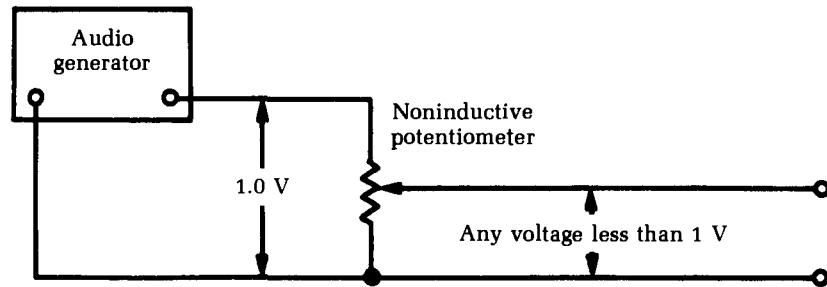 Audio
generator
Noninductive
potentiometer
1.0 V
Any voltage less than 1 V